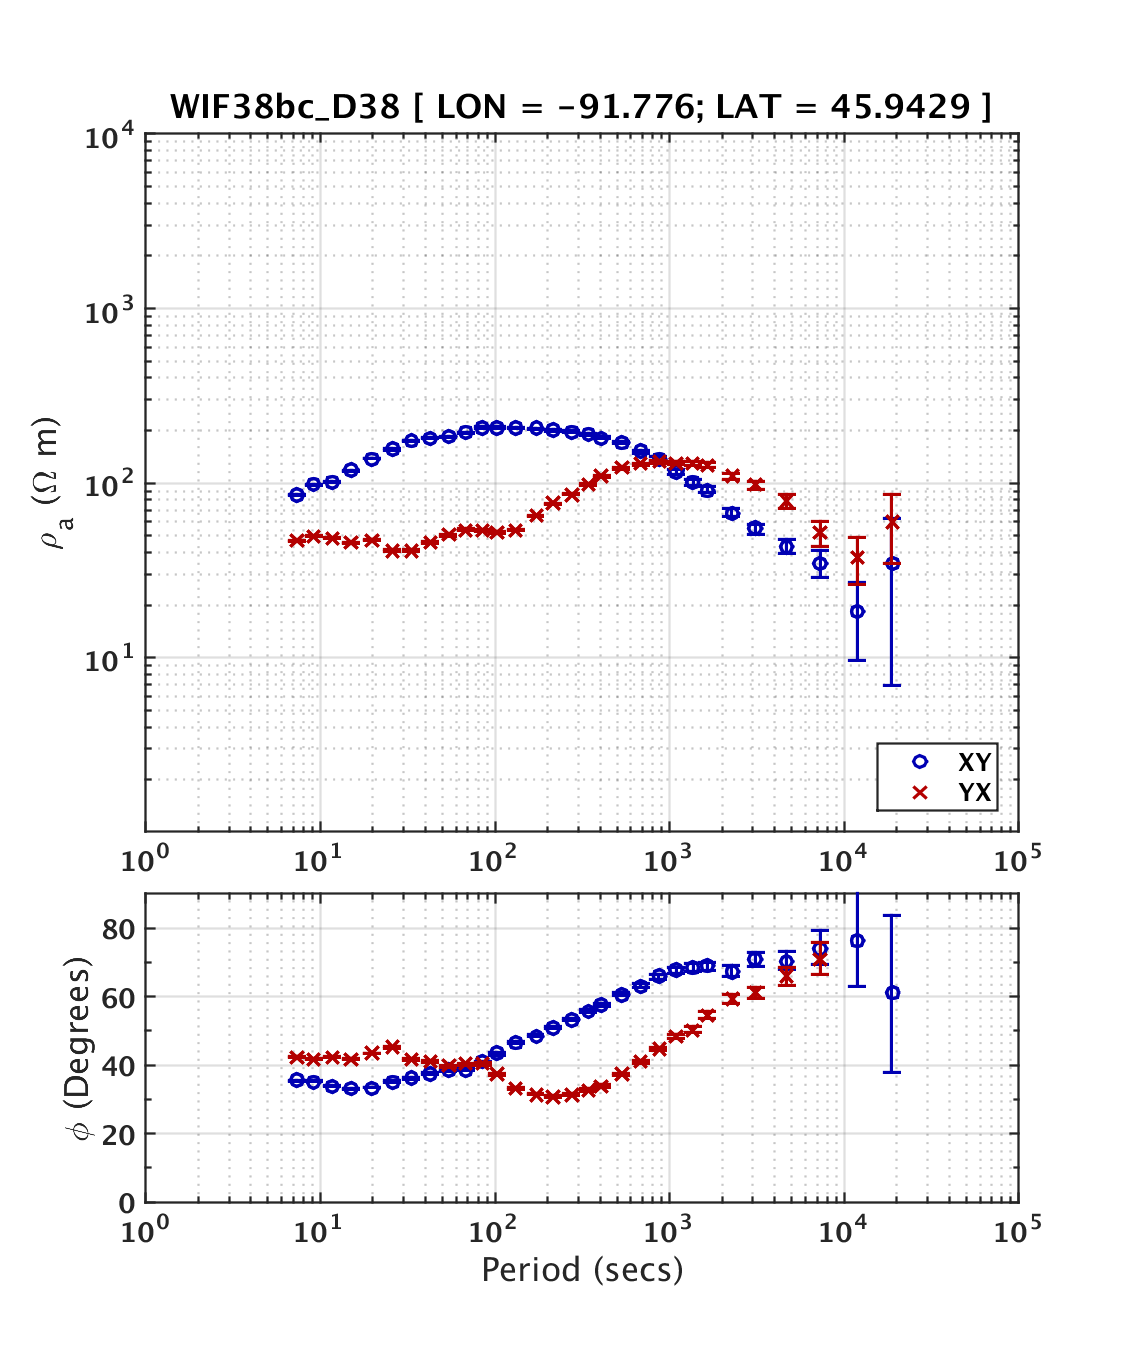 WIF38bc_D38 [ LON = -91.776; LAT = 45.9429 ]
10^4
10^3
10^2
10^1
ρ_a (Ω m)
XY
YX
10^0 10^1 10^2 10^3 10^4 10^5
80
60
40
20
0
ϕ (Degrees)
10^0 10^1 10^2 10^3 10^4 10^5
Period (secs)